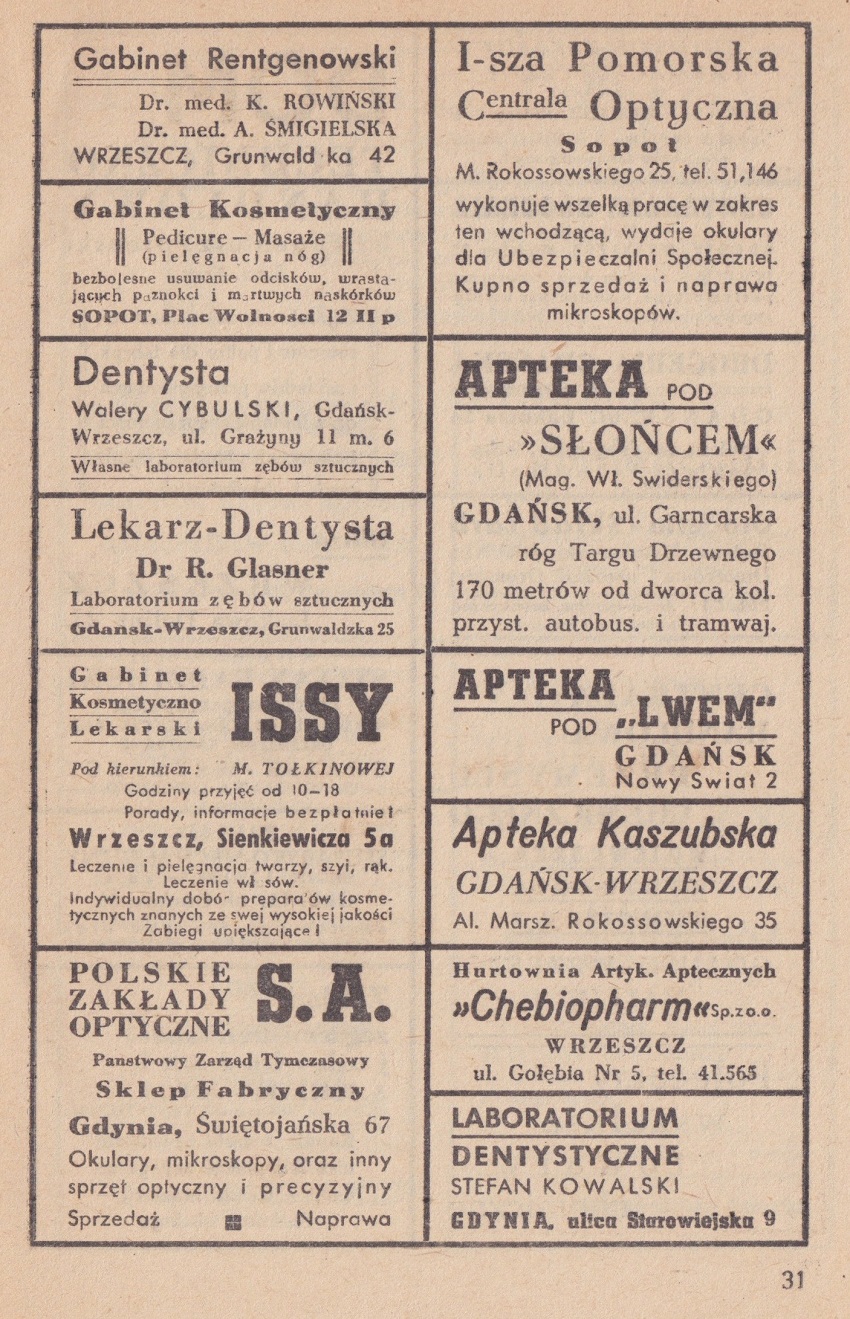 Gabinet Rentgenowski
Dr. med. K. ROWIŃSKI
Dr. med. A. ŚMIGIELSKA
WRZESZCZ, Grunwald ka 42
Gabinet Kosmetyczny
Pedicure — Masaże
(pielęgnacja nóg)
bezbolesne usuwanie odcisków, wrasta-
jących paznokci i martwych naskórków
SOPOT, Plac Wolnosci 12 II p
Dentysta
Walery CYBULSKI, Gdańsk-
Wrzeszcz, ul. Grażyny 11 m. 6
Własne laboratorium zębów sztucznych
Lekarz-Dentysta
Dr R. Glasner
Laboratorium zębów sztucznych
Gdansk-Wrzeszcz, Grunwaldzka 25
Gabinet
Kosmetyczno
Lekarski
ISSY
Pod kierunkiem: M. TOŁKINOWEJ
Godziny przyjęć od 10—18
Porady, informacje bezpłatnie!
Wrzeszcz, Sienkiewicza 5a
Leczenie i pielęgnacja twarzy, szyi, rąk.
Leczenie wł sów.
Indywidualny dobór prepara'ów kosme-
tycznych znanych ze swej wysokiej jakości
Zabiegi upiększające!
POLSKIE
ZAKŁADY
OPTYCZNE
S.A.
Panstwowy Zarząd Tymczasowy
Sklep Fabryczny
Gdynia, Świętojańska 67
Okulary, mikroskopy, oraz inny
sprzęt optyczny i precyzyjny
Sprzedaż Naprawa
I-sza Pomorska
Centrala Optyczna
Sopot
M. Rokossowskiego 25, tel. 51,146
wykonuje wszelką pracę w zakres
ten wchodzącą, wydaje okulary
dla Ubezpieczalni Społecznej.
Kupno sprzedaż i naprawa
mikroskopów.
APTEKA POD
»SŁOŃCEM«
(Mag. Wł. Swiderskiego)
GDAŃSK, ul. Garncarska
róg Targu Drzewnego
170 metrów od dworca kol.
przyst. autobus. i tramwaj.
APTEKA
POD „LWEM"
GDAŃSK
Nowy Swiat 2
Apteka Kaszubska
GDAŃSK-WRZESZCZ
Al. Marsz. Rokossowskiego 35
Hurtownia Artyk. Aptecznych
»Chebiopharm« Sp. z o. o.
WRZESZCZ
ul. Gołębia Nr 5, tel. 41.565
LABORATORIUM
DENTYSTYCZNE
STEFAN KOWALSKI
GDYNIA, ulica Starowiejska 9
31